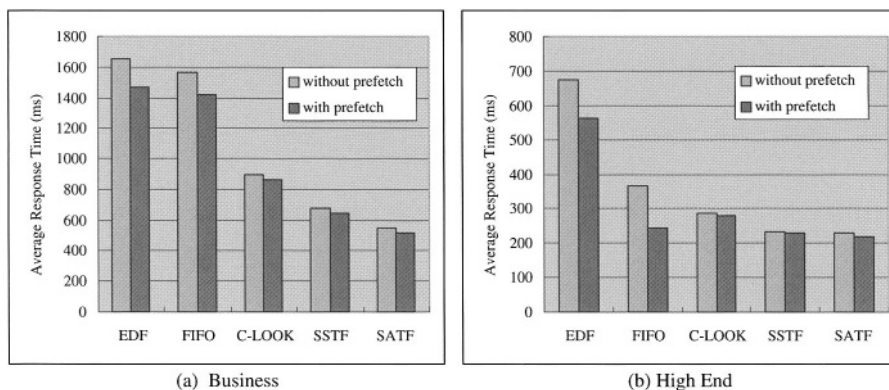 1800
1600
1400
1200
1000
800
600
400
200
0
Average Response Time (ms)
without prefetch
with prefetch
EDF FIFO C-LOOK SSTF SATF
(a) Business
800
700
600
500
400
300
200
100
0
Average Response Time (ms)
without prefetch
with prefetch
EDF FIFO C-LOOK SSTF SATF
(b) High End